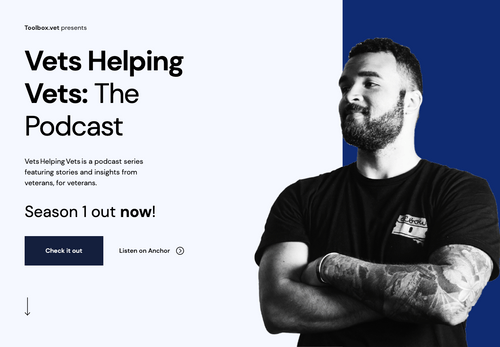 Toolbox.vet presents
Vets Helping
Vets: The
Podcast
Vets Helping Vets is a podcast series
featuring stories and insights from
veterans, for veterans.
Season 1 out now!
Check it out
Listen on Anchor